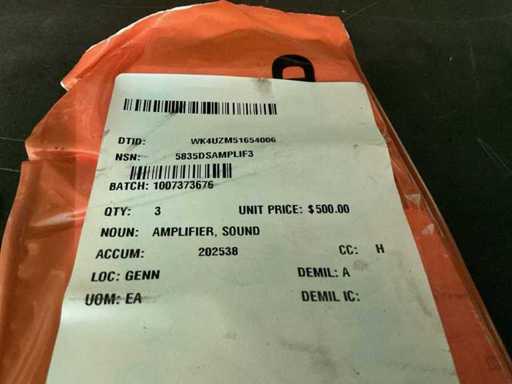 DTID: WK4UZM51654006
NSN: 5835DSAMPLIF3
BATCH: 1007373676
QTY: 3 UNIT PRICE: $500.00
NOUN: AMPLIFIER, SOUND
ACCUM: 202538 CC: H
LOC: GENN DEMIL: A
UOM: EA DEMIL IC: